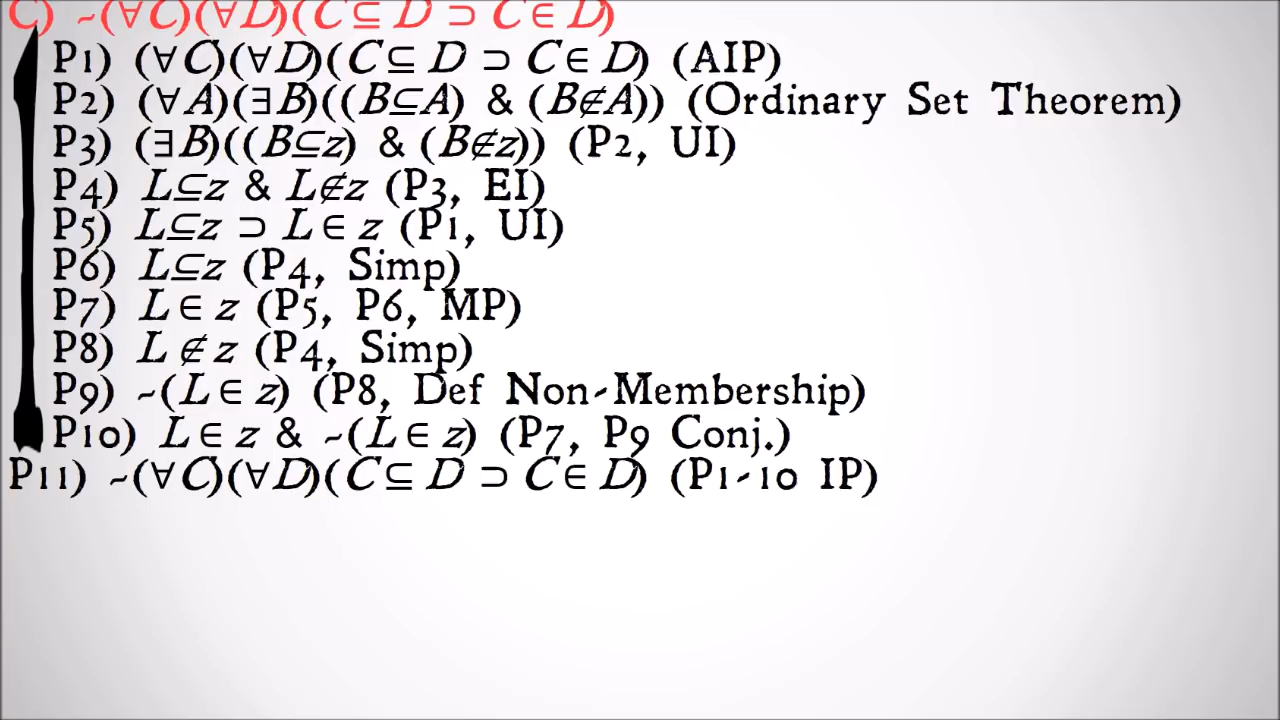 C) ~(∀C)(∀D)(C⊆D ⊃ C∈D)
P1) (∀C)(∀D)(C⊆D ⊃ C∈D) (AIP)
P2) (∀A)(∃B)((B⊆A) & (B∉A)) (Ordinary Set Theorem)
P3) (∃B)((B⊆z) & (B∉z)) (P2, UI)
P4) L⊆z & L∉z (P3, EI)
P5) L⊆z ⊃ L∈z (P1, UI)
P6) L⊆z (P4, Simp)
P7) L∈z (P5, P6, MP)
P8) L∉z (P4, Simp)
P9) ~(L∈z) (P8, Def Non-Membership)
P10) L∈z & ~(L∈z) (P7, P9 Conj.)
P11) ~(∀C)(∀D)(C⊆D ⊃ C∈D) (P1-10 IP)